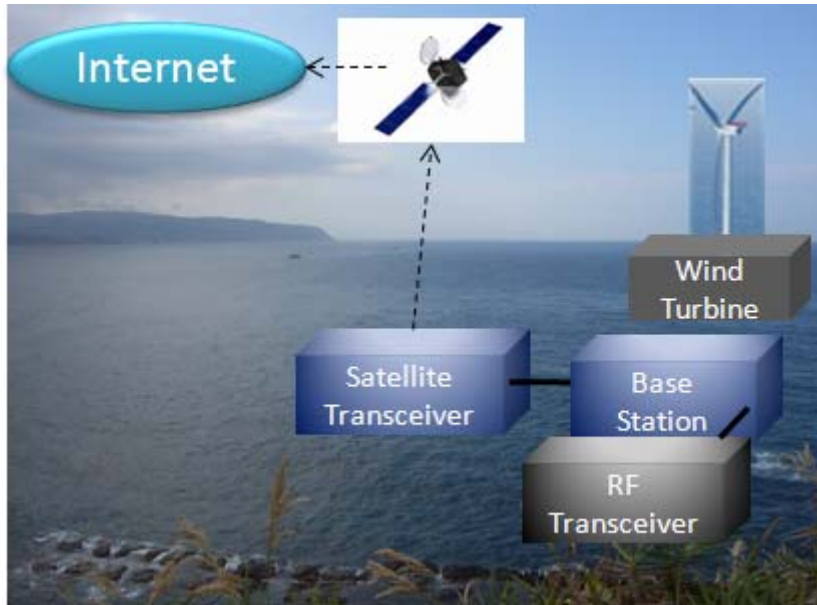 Internet
Wind
Turbine
Satellite
Transceiver
Base
Station
RF
Transceiver